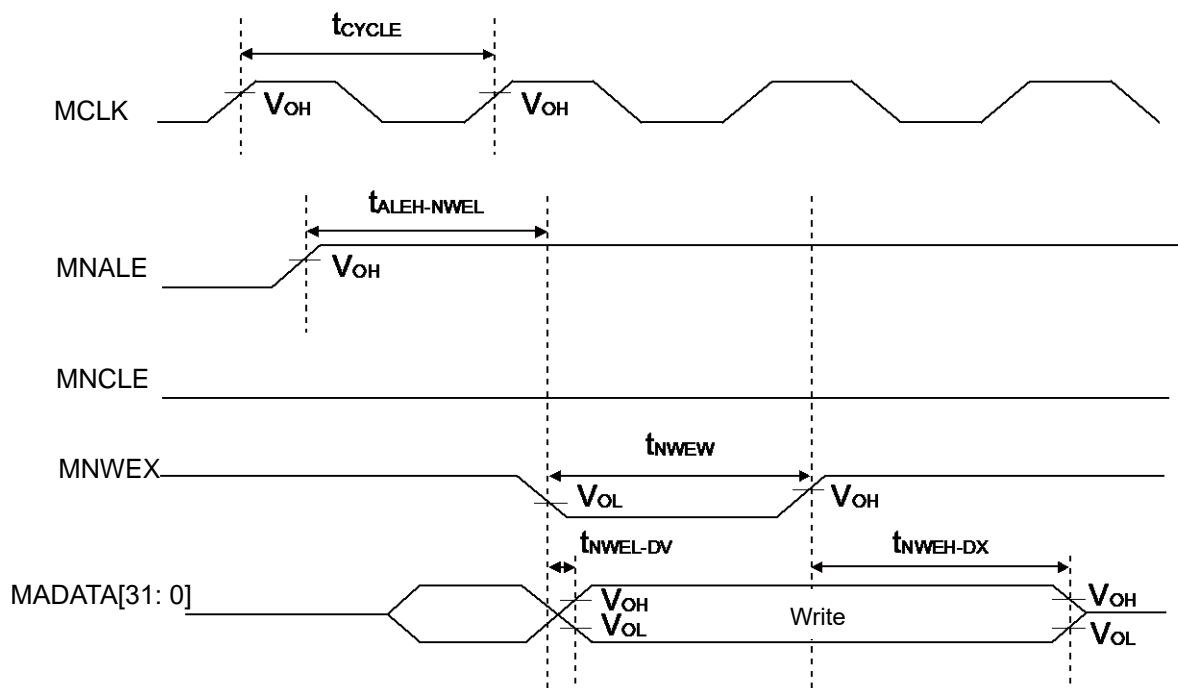 tCYCLE
MCLK
VOH
VOH
tALEH-NWEL
MNALE
VOH
MNCLE
MNWEX
tNWEW
VOL
VOH
tNWEL-DV
tNWEH-DX
MADATA[31: 0]
VOH
VOL
Write
VOH
VOL